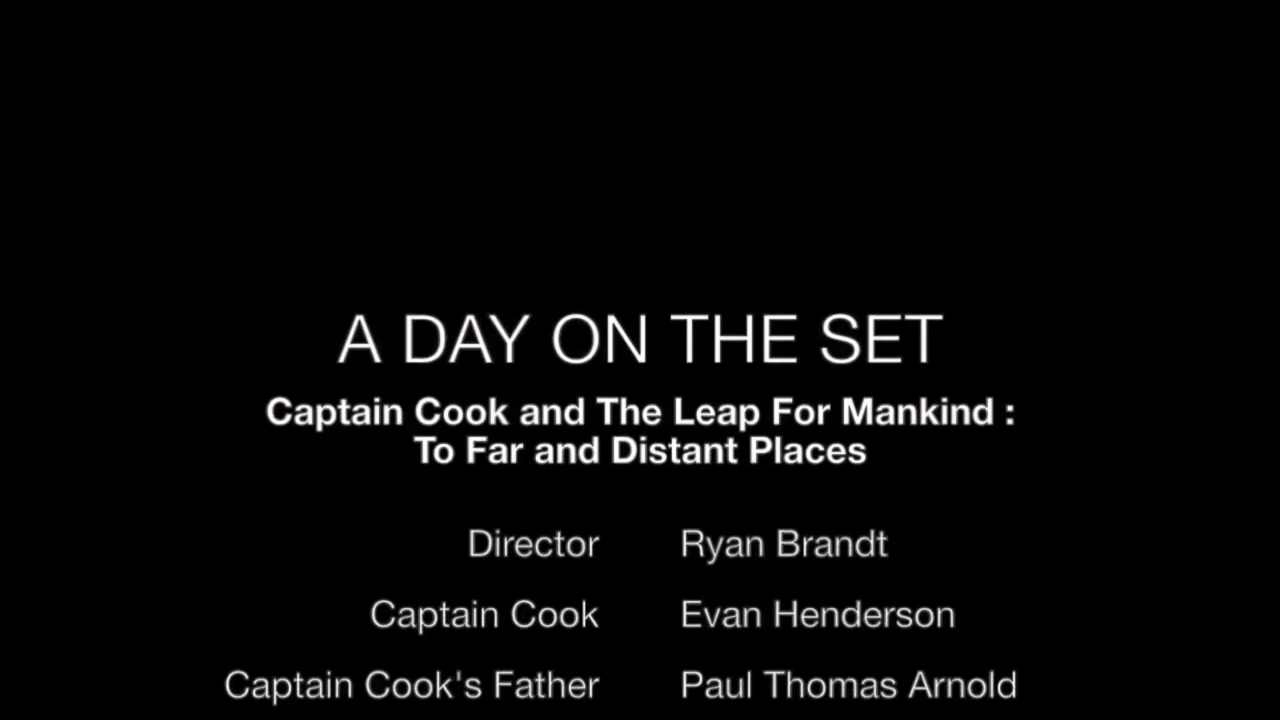 A DAY ON THE SET
Captain Cook and The Leap For Mankind :
To Far and Distant Places
Director Ryan Brandt
Captain Cook Evan Henderson
Captain Cook's Father Paul Thomas Arnold